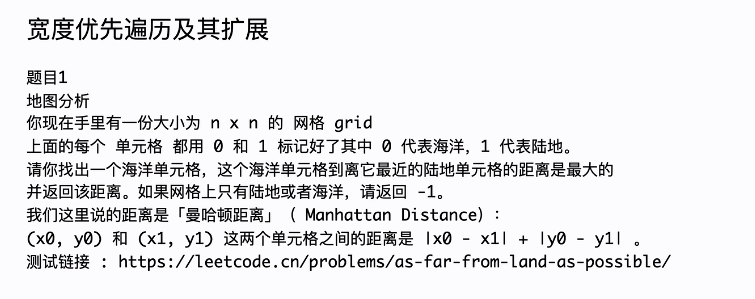 宽度优先遍历及其扩展
题目1
地图分析
你现在手里有一份大小为 n x n 的 网格 grid
上面的每个 单元格 都用 0 和 1 标记好了其中 0 代表海洋，1 代表陆地。
请你找出一个海洋单元格，这个海洋单元格到离它最近的陆地单元格的距离是最大的
并返回该距离。如果网格上只有陆地或者海洋，请返回 -1。
我们这里说的距离是「曼哈顿距离」（ Manhattan Distance）：
(x0, y0) 和 (x1, y1) 这两个单元格之间的距离是 |x0 - x1| + |y0 - y1| 。
测试链接 : https://leetcode.cn/problems/as-far-from-land-as-possible/